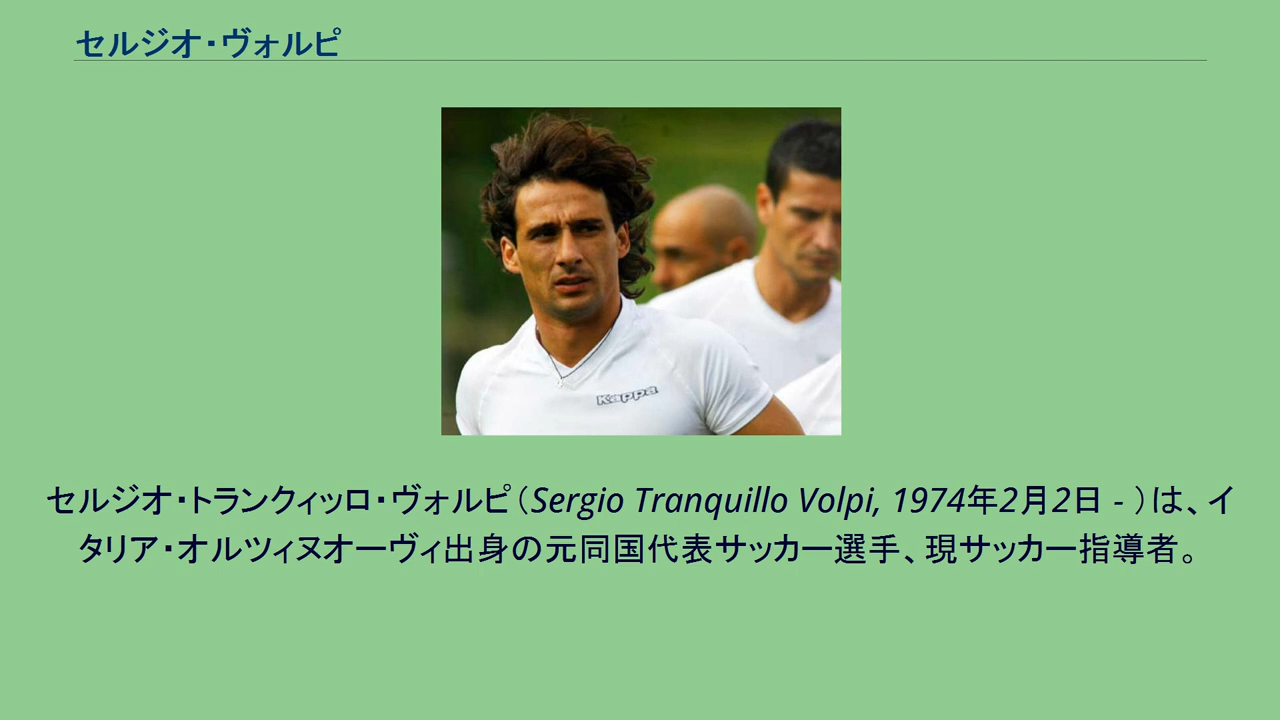 セルジオ・ヴォルピ
Kappa
セルジオ・トランクィッロ・ヴォルピ（Sergio Tranquillo Volpi, 1974年2月2日 - ）は、イ
タリア・オルツィヌオーヴィ出身の元同国代表サッカー選手、現サッカー指導者。